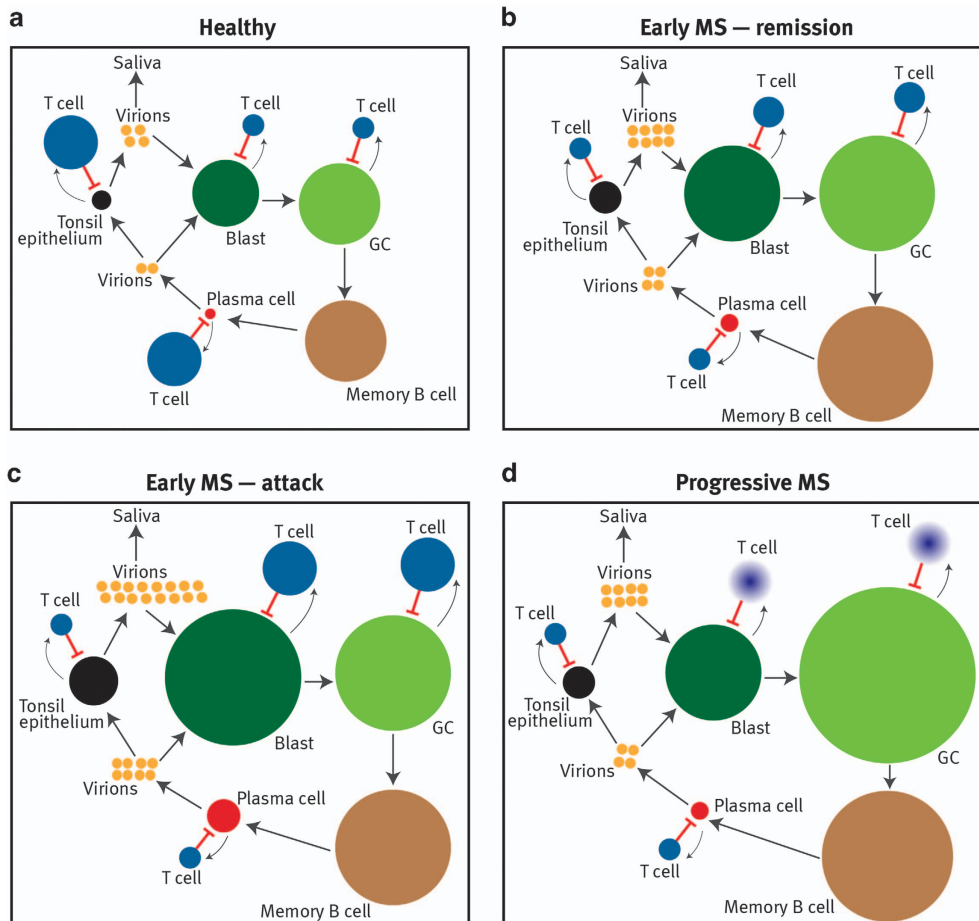 a
Healthy
Saliva
T cell
Virions
T cell
T cell
Tonsil
epithelium
Blast
GC
Virions
Plasma cell
T cell
Memory B cell
b
Early MS — remission
Saliva
T cell
Virions
T cell
T cell
Tonsil
epithelium
Blast
GC
Virions
Plasma cell
T cell
Memory B cell
c
Early MS — attack
Saliva
T cell
Virions
T cell
T cell
Tonsil
epithelium
Blast
GC
Virions
Plasma cell
T cell
Memory B cell
d
Progressive MS
Saliva
T cell
Virions
T cell
T cell
Tonsil
epithelium
Blast
GC
Virions
Plasma cell
T cell
Memory B cell